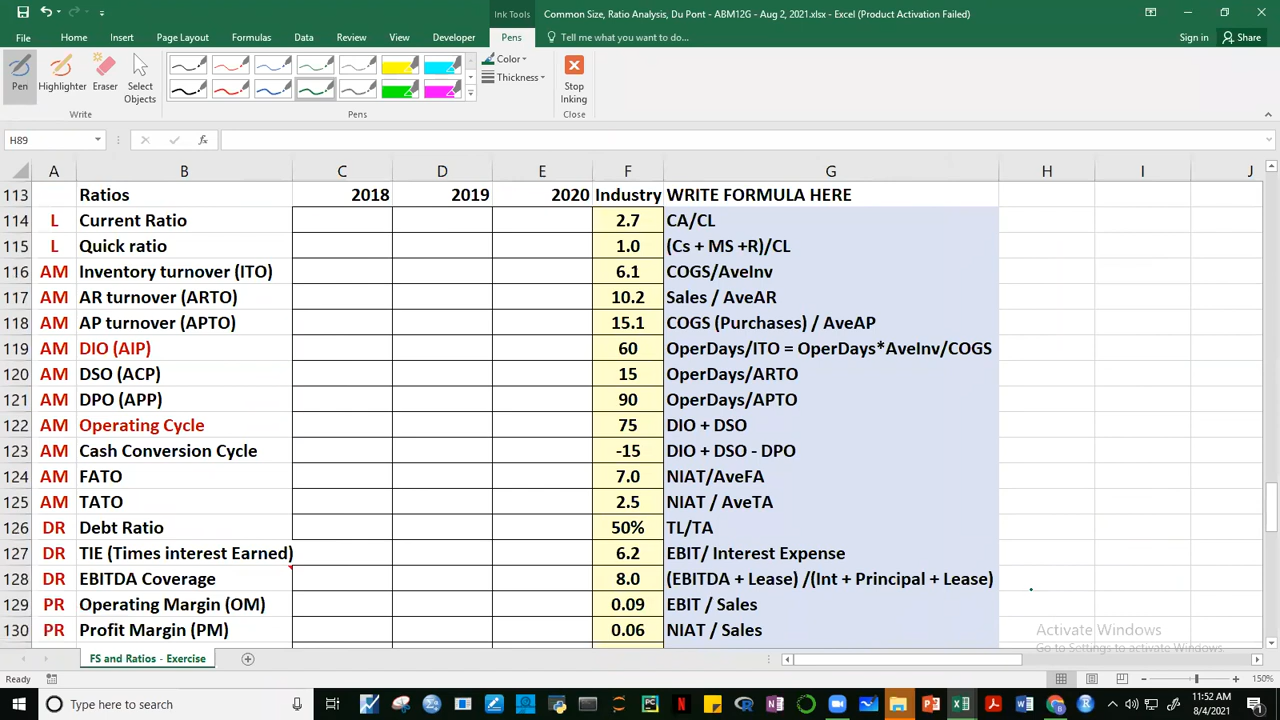 Ink Tools
Common Size, Ratio Analysis, Du Pont - ABM12G - Aug 2, 2021.xlsx - Excel (Product Activation Failed)
File Home Insert Page Layout Formulas Data Review View Developer Pens Tell me what you want to do... Sign in Share
Pen Highlighter Eraser Select Objects
Color
Thickness
Stop Inking
Write Pens Close
H89
fx
A B C D E F G H I J
113 Ratios 2018 2019 2020 Industry WRITE FORMULA HERE
114 L Current Ratio 2.7 CA/CL
115 L Quick ratio 1.0 (Cs + MS +R)/CL
116 AM Inventory turnover (ITO) 6.1 COGS/AveInv
117 AM AR turnover (ARTO) 10.2 Sales / AveAR
118 AM AP turnover (APTO) 15.1 COGS (Purchases) / AveAP
119 AM DIO (AIP) 60 OperDays/ITO = OperDays*AveInv/COGS
120 AM DSO (ACP) 15 OperDays/ARTO
121 AM DPO (APP) 90 OperDays/APTO
122 AM Operating Cycle 75 DIO + DSO
123 AM Cash Conversion Cycle -15 DIO + DSO - DPO
124 AM FATO 7.0 NIAT/AveFA
125 AM TATO 2.5 NIAT / AveTA
126 DR Debt Ratio 50% TL/TA
127 DR TIE (Times interest Earned) 6.2 EBIT/ Interest Expense
128 DR EBITDA Coverage 8.0 (EBITDA + Lease) /(Int + Principal + Lease)
129 PR Operating Margin (OM) 0.09 EBIT / Sales
130 PR Profit Margin (PM) 0.06 NIAT / Sales
Activate Windows
Go to Settings to activate Windows.
FS and Ratios - Exercise
Ready 150%
Type here to search
11:52 AM
8/4/2021